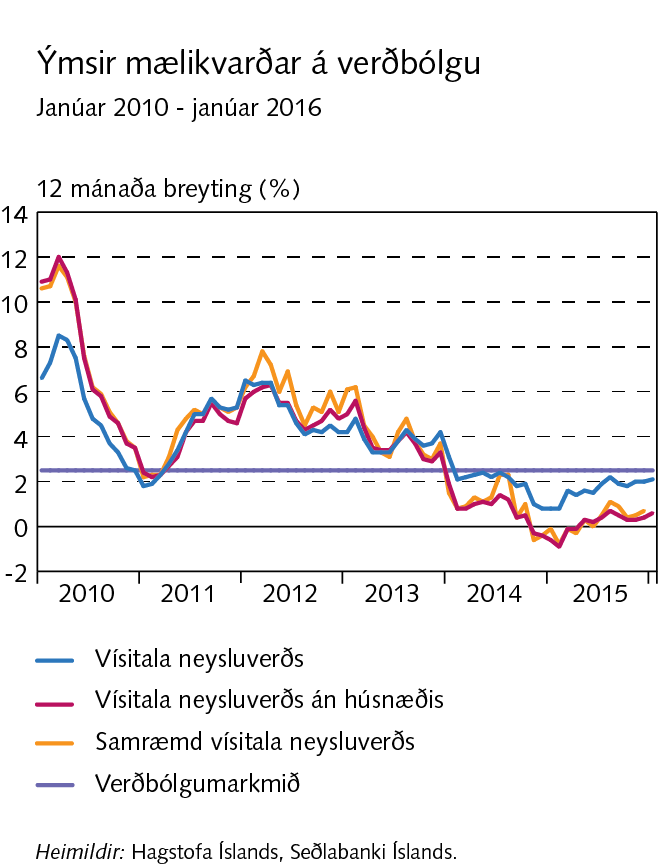 Ýmsir mælikvarðar á verðbólgu
Janúar 2010 - janúar 2016
12 mánaða breyting (%)
14
12
10
8
6
4
2
0
-2
2010 2011 2012 2013 2014 2015
Vísitala neysluverðs
Vísitala neysluverðs án húsnæðis
Samræmd vísitala neysluverðs
Verðbólgumarkmið
Heimildir: Hagstofa Íslands, Seðlabanki Íslands.